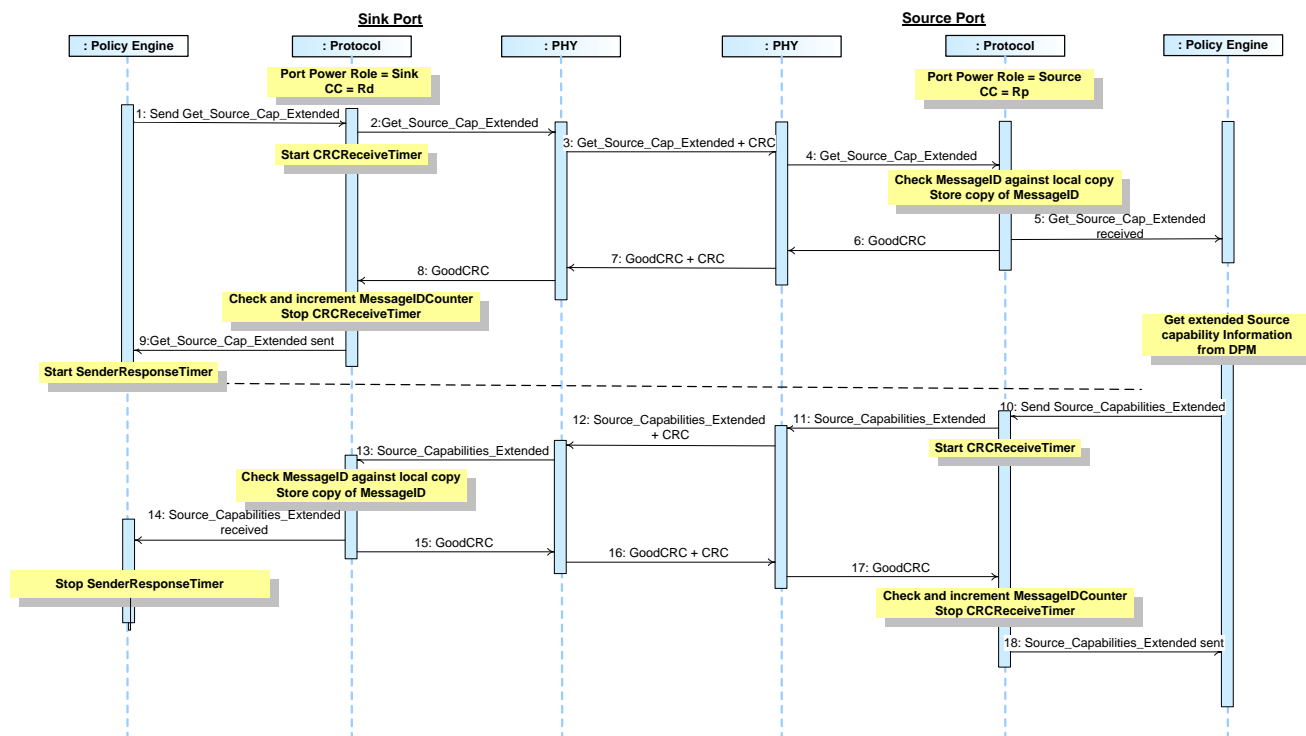 Sink Port
Source Port
: Policy Engine
: Protocol
: PHY
: PHY
: Protocol
: Policy Engine
Port Power Role = Sink
CC = Rd
Port Power Role = Source
CC = Rp
1: Send Get_Source_Cap_Extended
2:Get_Source_Cap_Extended
Start CRCReceiveTimer
3: Get_Source_Cap_Extended + CRC
4: Get_Source_Cap_Extended
Check MessageID against local copy
Store copy of MessageID
5: Get_Source_Cap_Extended
received
6: GoodCRC
7: GoodCRC + CRC
8: GoodCRC
Check and increment MessageIDCounter
Stop CRCReceiveTimer
9:Get_Source_Cap_Extended sent
Start SenderResponseTimer
Get extended Source
capability Information
from DPM
10: Send Source_Capabilities_Extended
11: Source_Capabilities_Extended
Start CRCReceiveTimer
12: Source_Capabilities_Extended
+ CRC
13: Source_Capabilities_Extended
Check MessageID against local copy
Store copy of MessageID
14: Source_Capabilities_Extended
received
15: GoodCRC
16: GoodCRC + CRC
17: GoodCRC
Stop SenderResponseTimer
Check and increment MessageIDCounter
Stop CRCReceiveTimer
18: Source_Capabilities_Extended sent